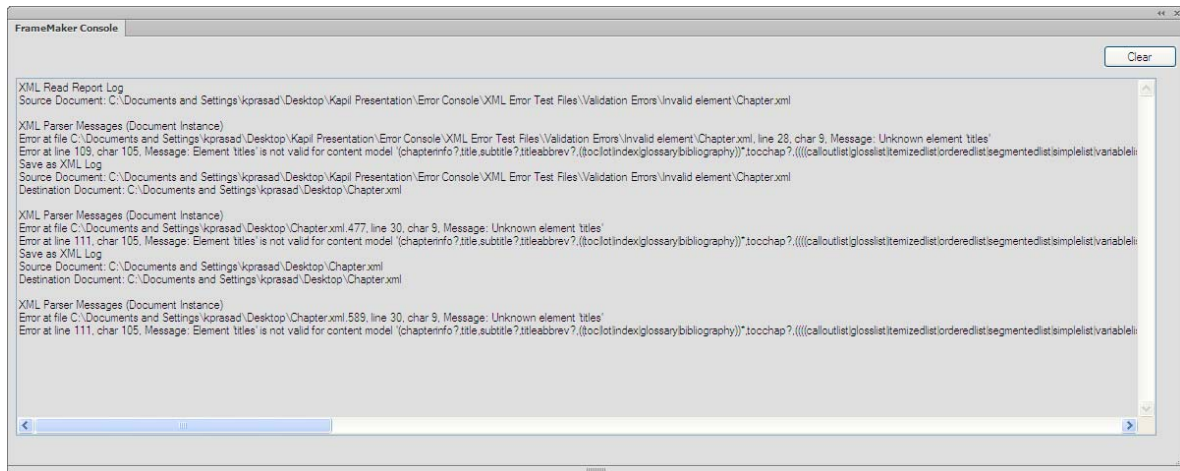 FrameMaker Console
Clear
XML Read Report Log
Source Document: C:\Documents and Settings\kprasad\Desktop\Kapil Presentation\Error Console\XML Error Test Files\Validation Errors\Invalid element\Chapter.xml
XML Parser Messages (Document Instance)
Error at file C:\Documents and Settings\kprasad\Desktop\Kapil Presentation\Error Console\XML Error Test Files\Validation Errors\Invalid element\Chapter.xml, line 28, char 9, Message: Unknown element 'titles'
Error at line 109, char 105, Message: Element 'titles' is not valid for content model '(chapterinfo?,title,subtitle?,titleabbrev?,((toc|lot|index|glossary|bibliography))*,tocchap?,((((calloutlist|glosslist|itemizedlist|orderedlist|segmentedlist|simplelist|variableli
Save as XML Log
Source Document: C:\Documents and Settings\kprasad\Desktop\Kapil Presentation\Error Console\XML Error Test Files\Validation Errors\Invalid element\Chapter.xml
Destination Document: C:\Documents and Settings\kprasad\Desktop\Chapter.xml
XML Parser Messages (Document Instance)
Error at file C:\Documents and Settings\kprasad\Desktop\Chapter.xml.477, line 30, char 9, Message: Unknown element 'titles'
Error at line 111, char 105, Message: Element 'titles' is not valid for content model '(chapterinfo?,title,subtitle?,titleabbrev?,((toc|lot|index|glossary|bibliography))*,tocchap?,((((calloutlist|glosslist|itemizedlist|orderedlist|segmentedlist|simplelist|variableli
Save as XML Log
Source Document: C:\Documents and Settings\kprasad\Desktop\Chapter.xml
Destination Document: C:\Documents and Settings\kprasad\Desktop\Chapter.xml
XML Parser Messages (Document Instance)
Error at file C:\Documents and Settings\kprasad\Desktop\Chapter.xml.589, line 30, char 9, Message: Unknown element 'titles'
Error at line 111, char 105, Message: Element 'titles' is not valid for content model '(chapterinfo?,title,subtitle?,titleabbrev?,((toc|lot|index|glossary|bibliography))*,tocchap?,((((calloutlist|glosslist|itemizedlist|orderedlist|segmentedlist|simplelist|variableli